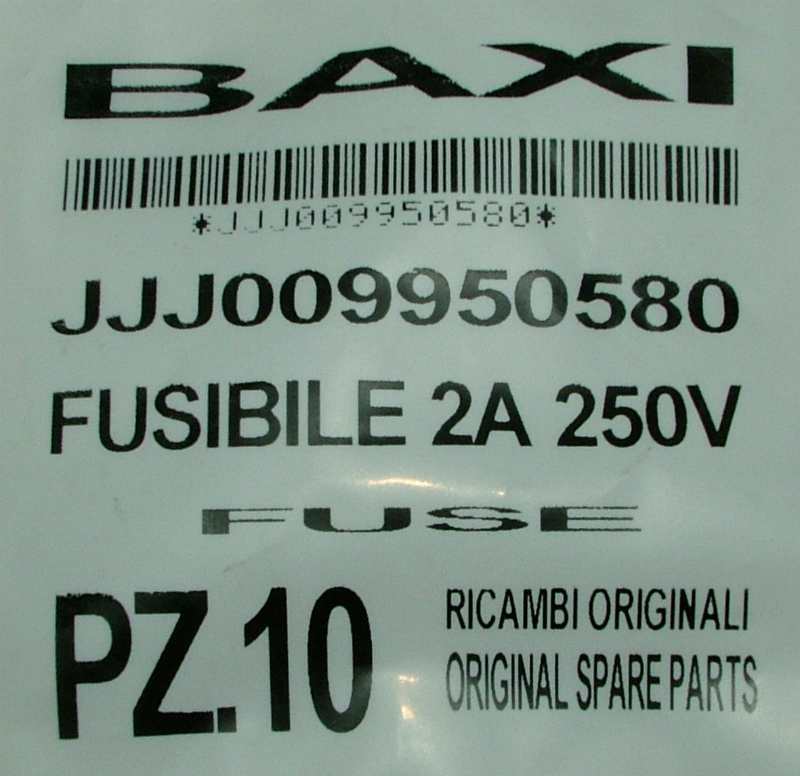 BAXI
*JJJ009950580*
JJJ009950580
FUSIBILE 2A 250V
FUSE
PZ.10
RICAMBI ORIGINALI
ORIGINAL SPARE PARTS